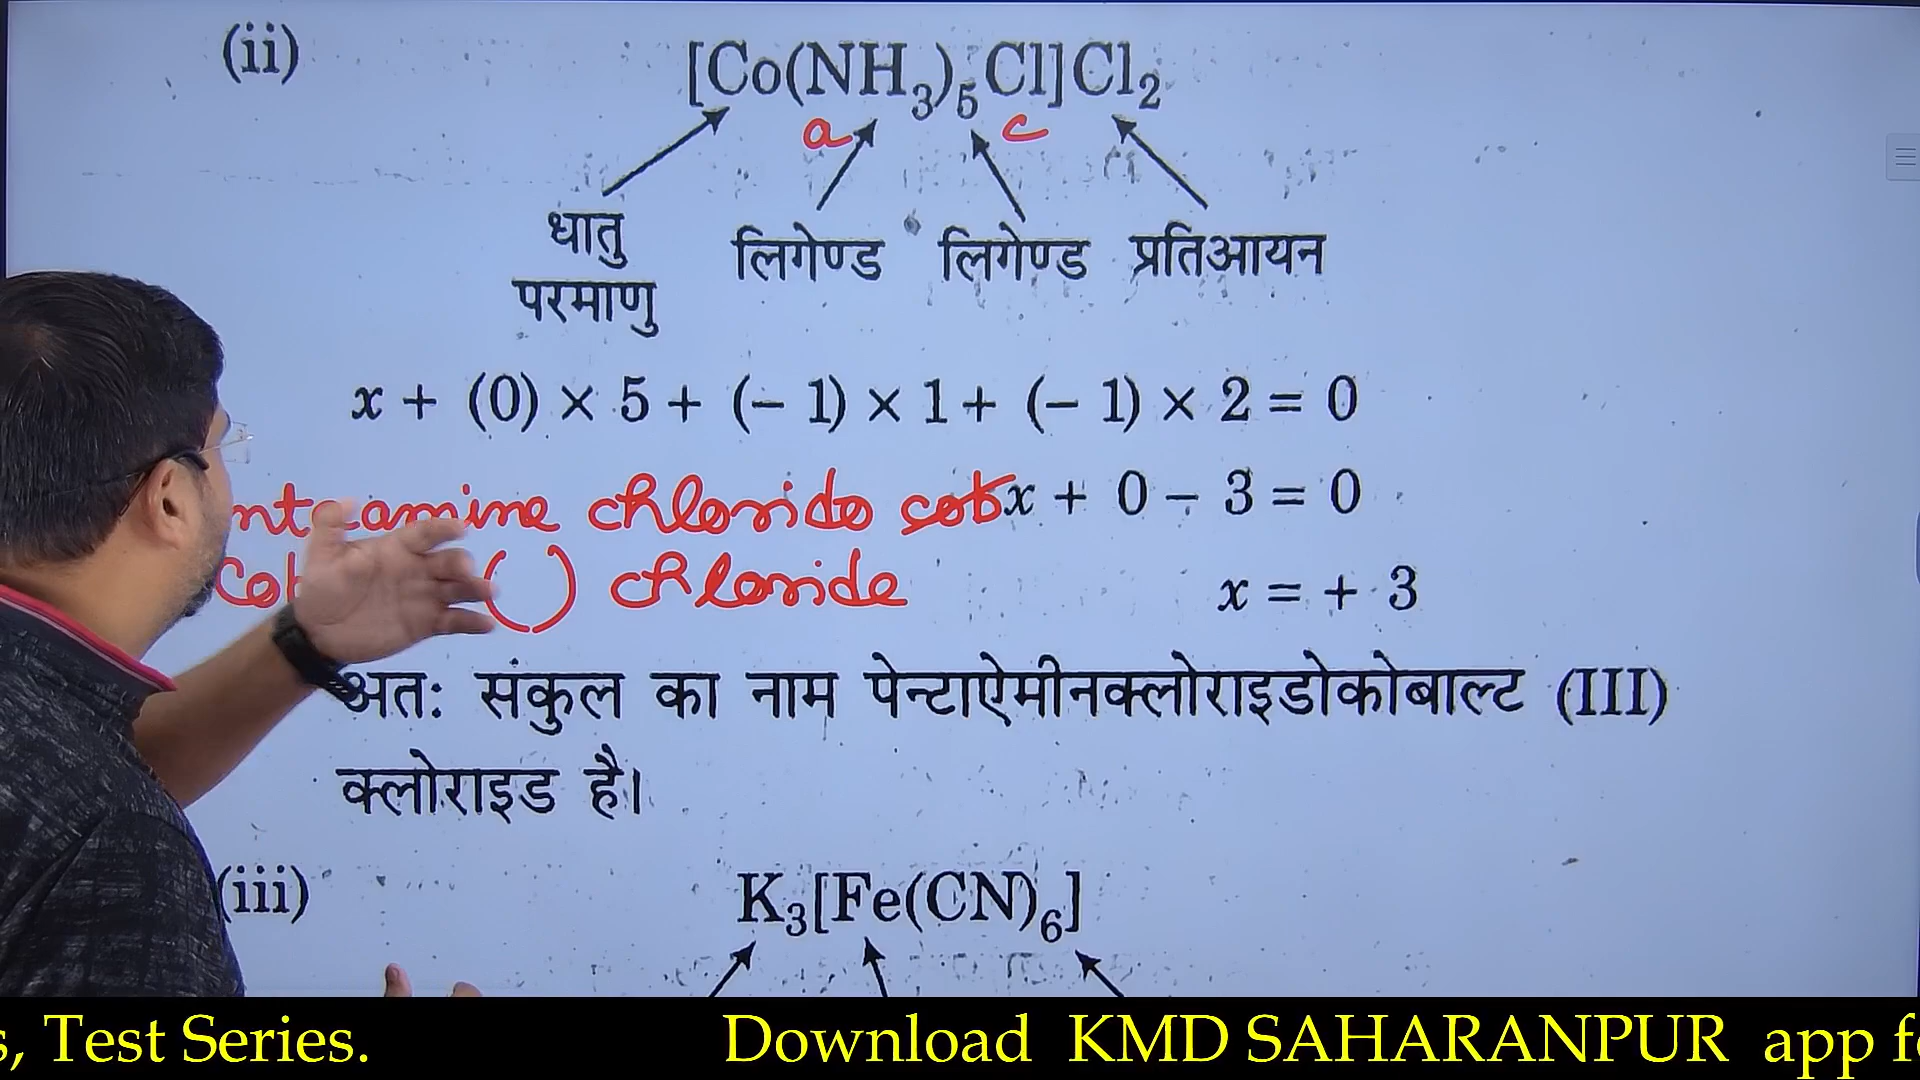 (ii) [Co(NH₃)₅Cl]Cl₂
a c
धातु परमाणु लिगेण्ड लिगेण्ड प्रतिआयन
x + (0) × 5 + (– 1) × 1 + (– 1) × 2 = 0
chlorido x + 0 – 3 = 0
( ) chloride x = + 3
अतः संकुल का नाम पेन्टाऐमीनक्लोराइडोकोबाल्ट (III)
क्लोराइड है।
(iii) K₃[Fe(CN)₆]
Test Series. Download KMD SAHARANPUR app